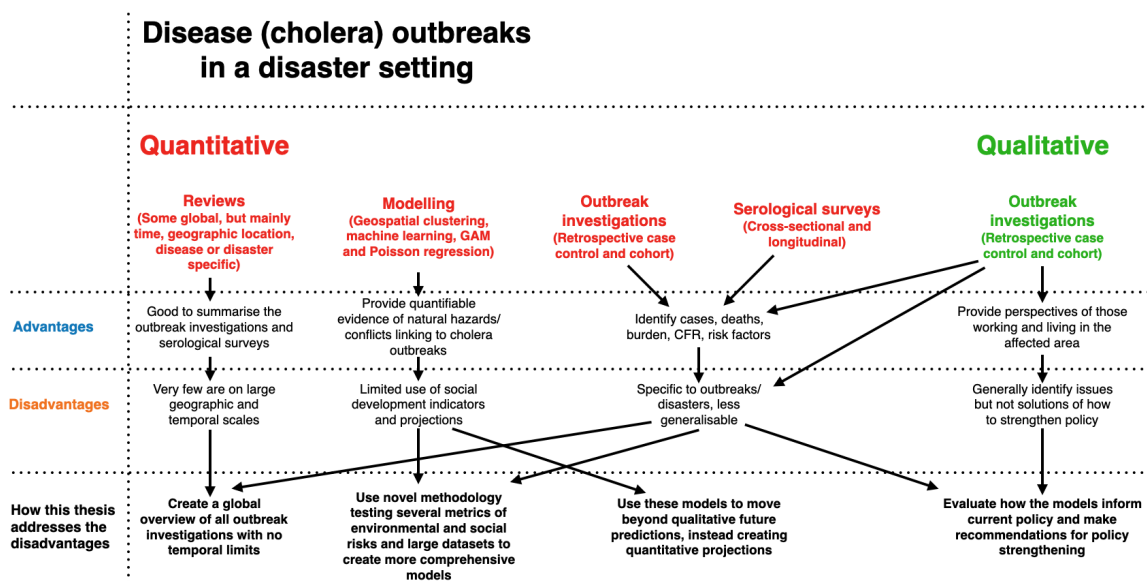 Disease (cholera) outbreaks
in a disaster setting
Quantitative
Qualitative
Reviews
(Some global, but mainly
time, geographic location,
disease or disaster
specific)
Modelling
(Geospatial clustering,
machine learning, GAM
and Poisson regression)
Outbreak
investigations
(Retrospective case
control and cohort)
Serological surveys
(Cross-sectional and
longitudinal)
Outbreak
investigations
(Retrospective case
control and cohort)
Advantages
Good to summarise the
outbreak investigations and
serological surveys
Provide quantifiable
evidence of natural hazards/
conflicts linking to cholera
outbreaks
Identify cases, deaths,
burden, CFR, risk factors
Provide perspectives of those
working and living in the
affected area
Disadvantages
Very few are on large
geographic and
temporal scales
Limited use of social
development indicators
and projections
Specific to outbreaks/
disasters, less
generalisable
Generally identify issues
but not solutions of how
to strengthen policy
How this thesis
addresses the
disadvantages
Create a global
overview of all outbreak
investigations with no
temporal limits
Use novel methodology
testing several metrics of
environmental and social
risks and large datasets to
create more comprehensive
models
Use these models to move
beyond qualitative future
predictions, instead creating
quantitative projections
Evaluate how the models inform
current policy and make
recommendations for policy
strengthening